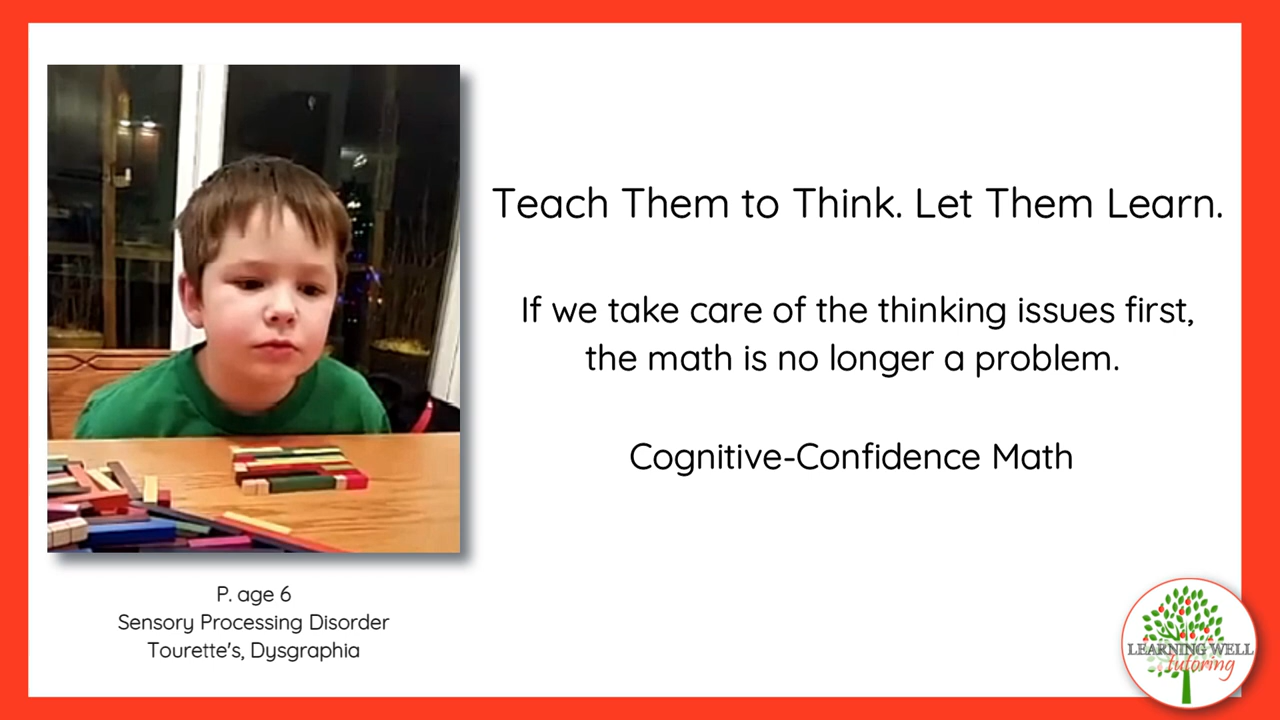 Teach Them to Think. Let Them Learn.
If we take care of the thinking issues first,
the math is no longer a problem.
Cognitive-Confidence Math
P. age 6
Sensory Processing Disorder
Tourette's, Dysgraphia
LEARNING WELL
tutoring